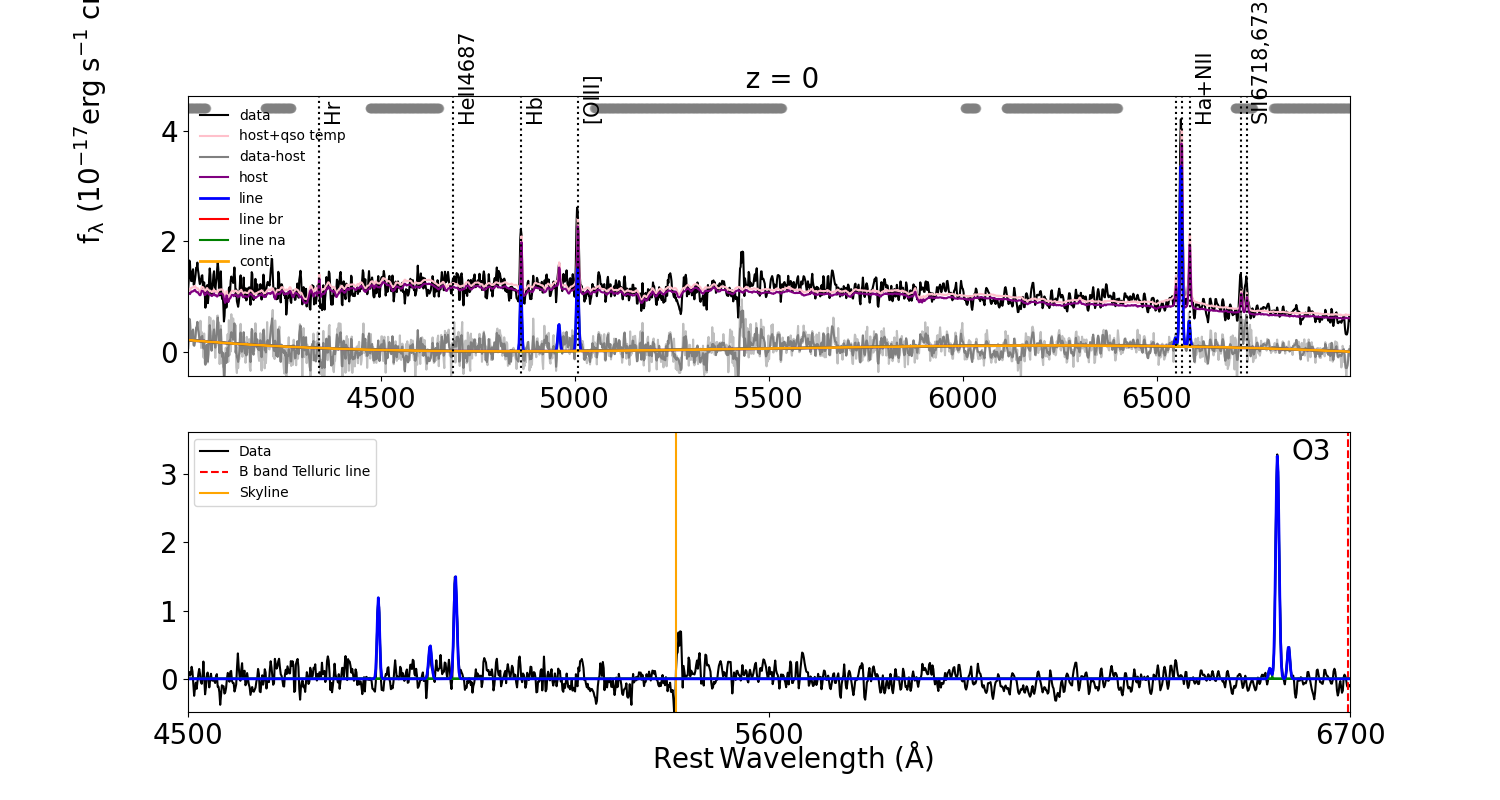 z = 0
f_λ (10^−17 erg s^−1 c
Hr
HeII4687
Hb
[OIII]
Ha+NII
SII6718,673
data
host+qso temp
data-host
host
line
line br
line na
conti
4
2
0
4500
5000
5500
6000
6500
O3
Data
B band Telluric line
Skyline
3
2
1
0
4500
5600
6700
Rest Wavelength (Å)